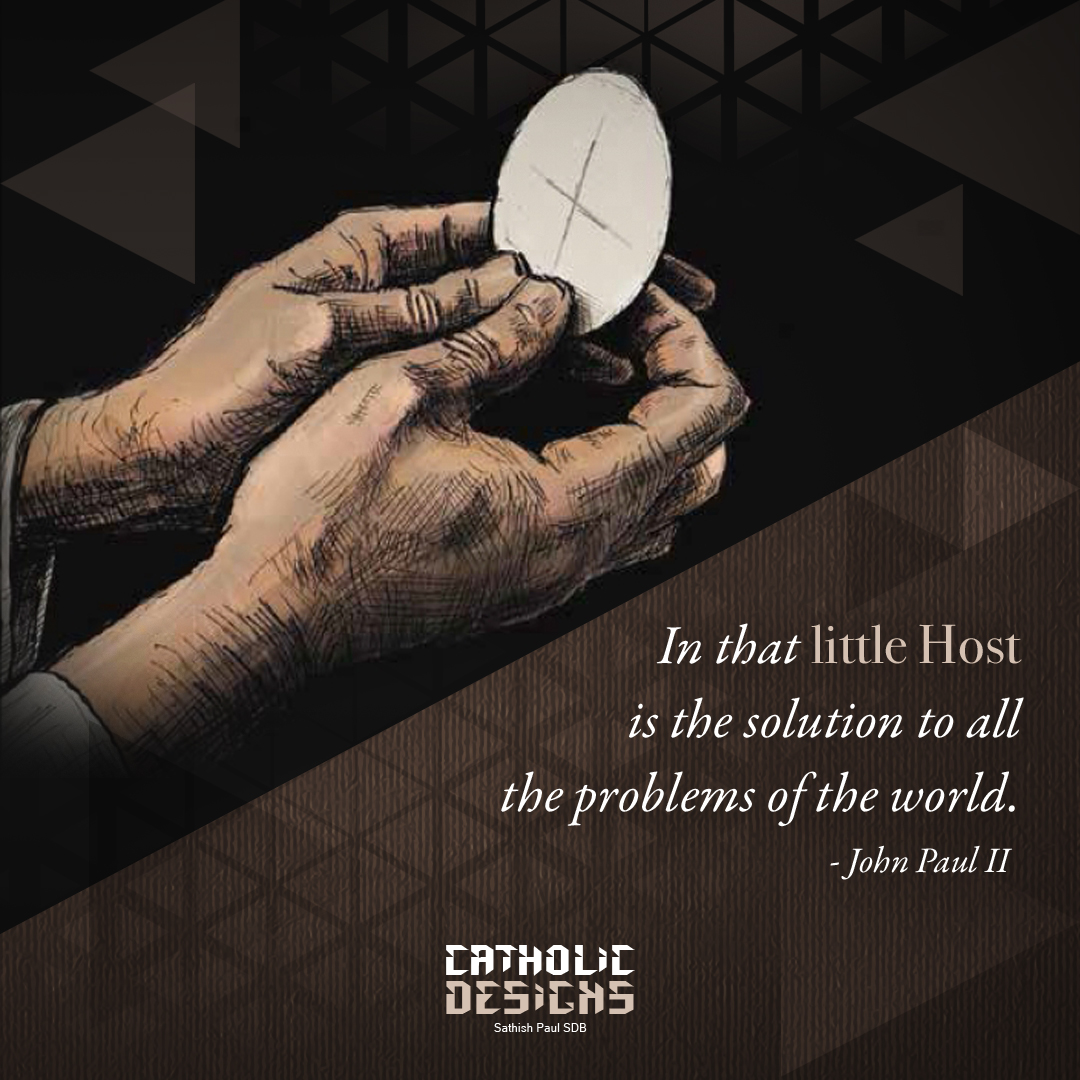 In that little Host
is the solution to all
the problems of the world.
- John Paul II
CATHOLIC
DESIGNS
Sathish Paul SDB